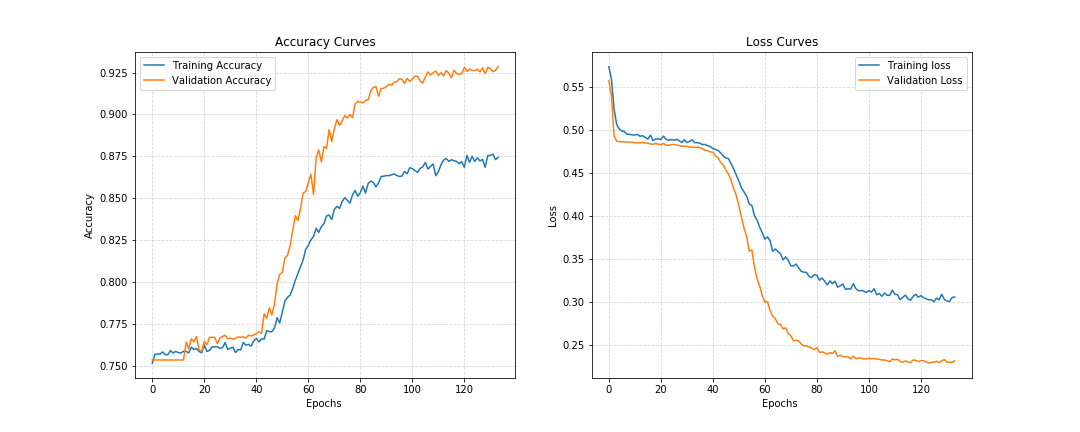 Accuracy Curves
Training Accuracy
Validation Accuracy
0.925
0.900
0.875
0.850
0.825
0.800
0.775
0.750
Accuracy
0 20 40 60 80 100 120
Epochs
Loss Curves
Training loss
Validation Loss
0.55
0.50
0.45
0.40
0.35
0.30
0.25
Loss
0 20 40 60 80 100 120
Epochs